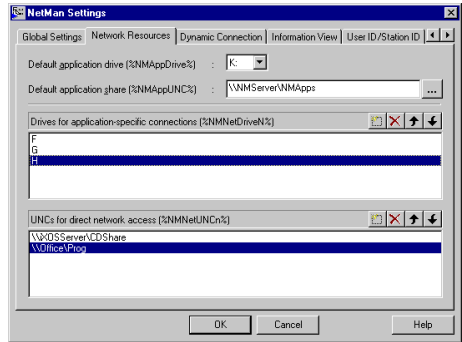 NetMan Settings
Global Settings Network Resources Dynamic Connection Information View User ID/Station ID
Default application drive (%NMAppDrive%) : K:
Default application share (%NMAppUNC%) : \\NMServer\NMApps ...
Drives for application-specific connections (%NMNetDriveN%)
F
G
H
UNCs for direct network access (%NMNetUNCn%)
\\XOSServer\CDShare
\\Office\Prog
OK Cancel Help